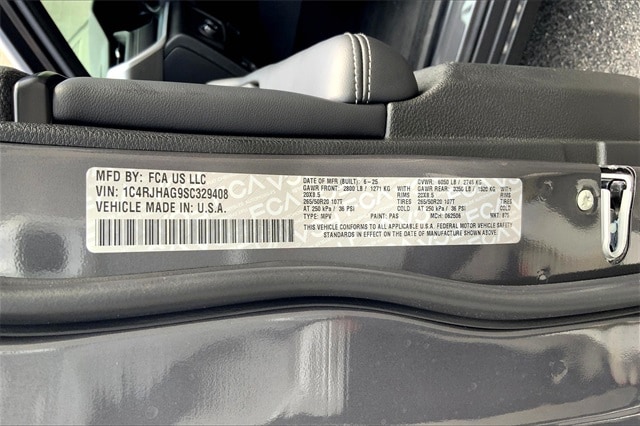 MFD BY: FCA US LLC
VIN: 1C4RJHAG9SC329408
VEHICLE MADE IN: U.S.A.
DATE OF MFR (BUILT): 6-25 GVWR: 6050 LB / 2745 KG
GAWR FRONT: 2800 LB / 1271 KG TIRES GAWR REAR: 3350 LB / 1520 KG TIRES
20X8.5 RIMS 20X8.5 RIMS
265/50R20 107T 265/50R20 107T
AT 250 kPa / 36 PSI COLD AT 250 kPa / 36 PSI COLD
TYPE: MPV PAINT: PAS MCH: 062506 VKT: 875
THIS VEHICLE CONFORMS TO ALL APPLICABLE U.S.A. FEDERAL MOTOR VEHICLE SAFETY
STANDARDS IN EFFECT ON THE DATE OF MANUFACTURE SHOWN ABOVE.